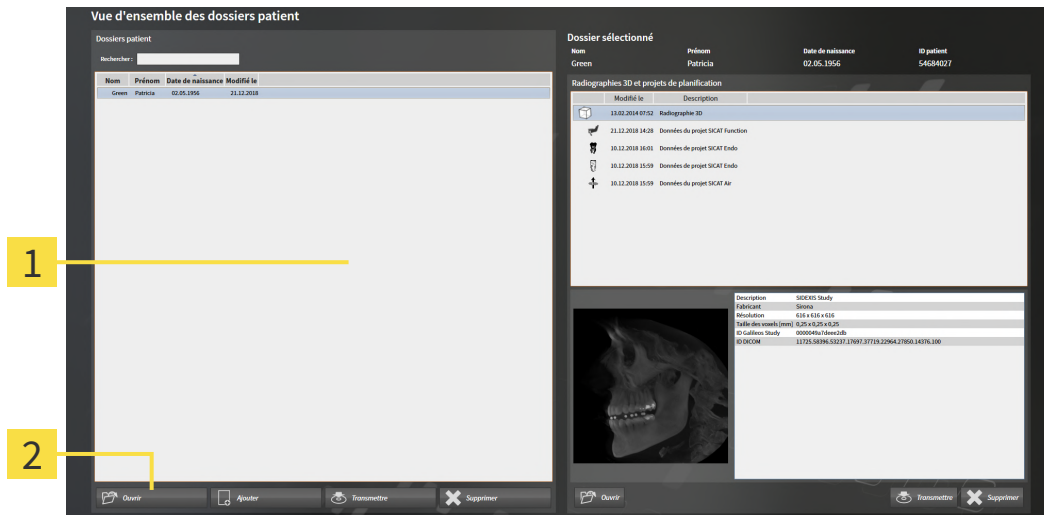 Vue d'ensemble des dossiers patient
Dossiers patient
Rechercher:
Nom Prénom Date de naissance Modifié le
Green Patricia 02.05.1956 21.12.2018
1
2
Ouvrir Ajouter Transmettre Supprimer
Dossier sélectionné
Nom Prénom Date de naissance ID patient
Green Patricia 02.05.1956 54684027
Radiographies 3D et projets de planification
Modifié le Description
13.02.2014 07:52 Radiographie 3D
21.12.2018 14:28 Données du projet SICAT Function
10.12.2018 16:01 Données de projet SICAT Endo
10.12.2018 15:59 Données de projet SICAT Endo
10.12.2018 15:59 Données du projet SICAT Air
Description SIDEXIS Study
Fabricant Sirona
Résolution 616 x 616 x 616
Taille des voxels [mm] 0,25 x 0,25 x 0,25
ID Galileos Study 0000049a7deee2db
ID DICOM 11725.58396.53237.17697.37719.22964.27850.14376.100
Ouvrir Transmettre Supprimer